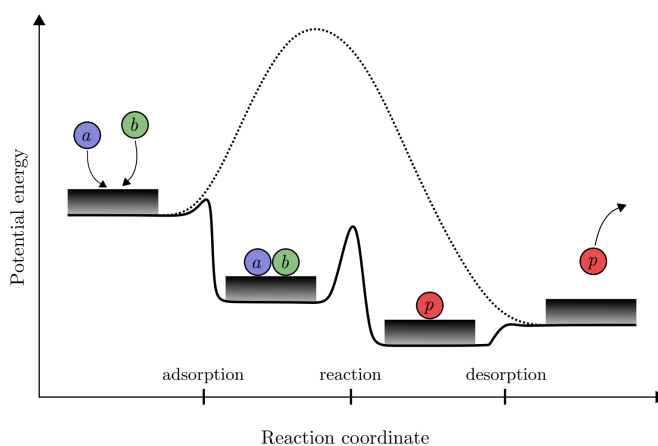 Potential energy
a
b
a
b
p
p
adsorption
reaction
desorption
Reaction coordinate